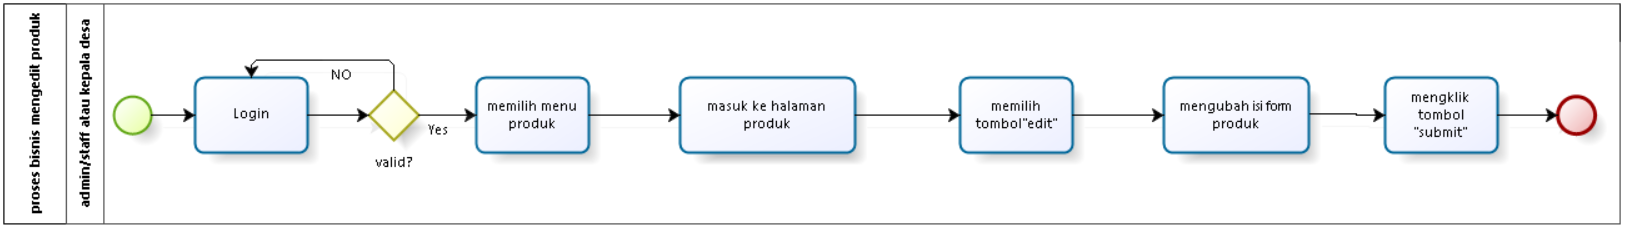 proses bisnis mengedit produk
admin/staff atau kepala desa
Login
NO
valid?
Yes
memilih menu
produk
masuk ke halaman
produk
memilih
tombol"edit"
mengubah isi form
produk
mengklik
tombol
"submit"